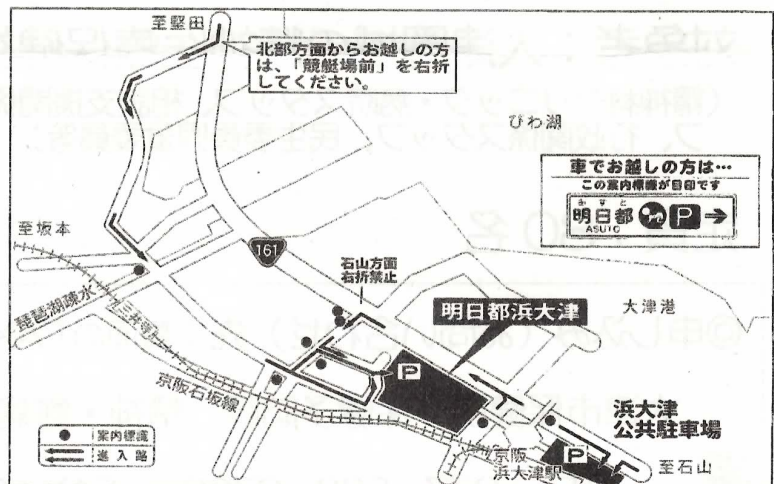 至堅田
北部方面からお越しの方
は、「競艇場前」を右折
してください。
びわ湖
車でお越しの方は…
この案内標識が目印です
あすと
明日都
ASUTO
P
至坂本
161
石山方面
右折禁止
琵琶湖疏水
三井寺
明日都浜大津
大津港
P
京阪石坂線
浜大津
公共駐車場
案内標識
進入路
京阪
浜大津駅
P
至石山